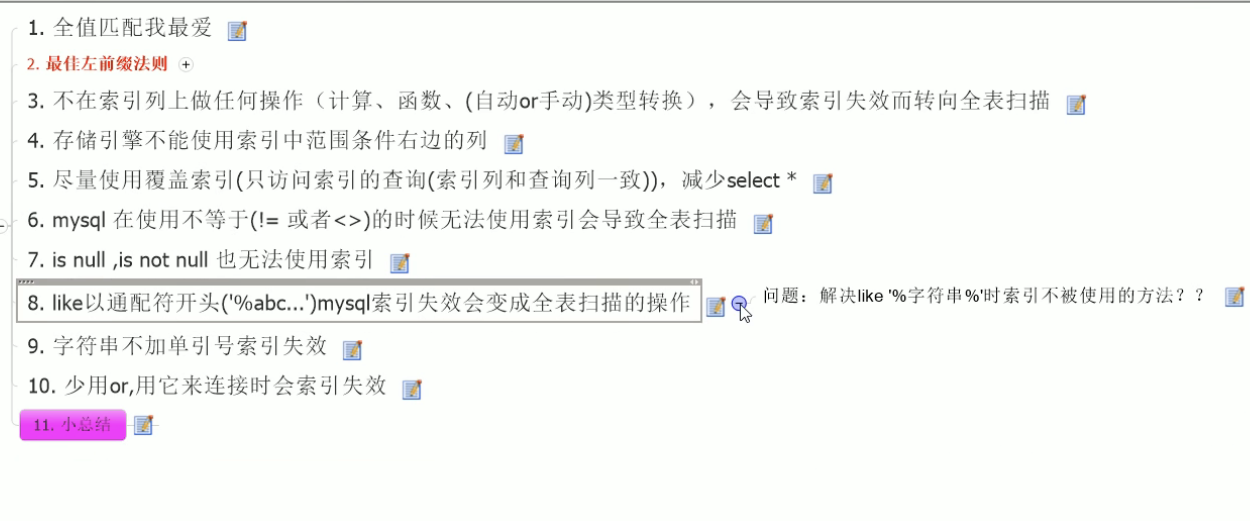 1. 全值匹配我最爱
2. 最佳左前缀法则
3. 不在索引列上做任何操作（计算、函数、(自动or手动)类型转换），会导致索引失效而转向全表扫描
4. 存储引擎不能使用索引中范围条件右边的列
5. 尽量使用覆盖索引(只访问索引的查询(索引列和查询列一致))，减少select *
6. mysql 在使用不等于(!= 或者<>)的时候无法使用索引会导致全表扫描
7. is null ,is not null 也无法使用索引
8. like以通配符开头('%abc...')mysql索引失效会变成全表扫描的操作
问题：解决like '%字符串%'时索引不被使用的方法？？
9. 字符串不加单引号索引失效
10. 少用or,用它来连接时会索引失效
11. 小总结